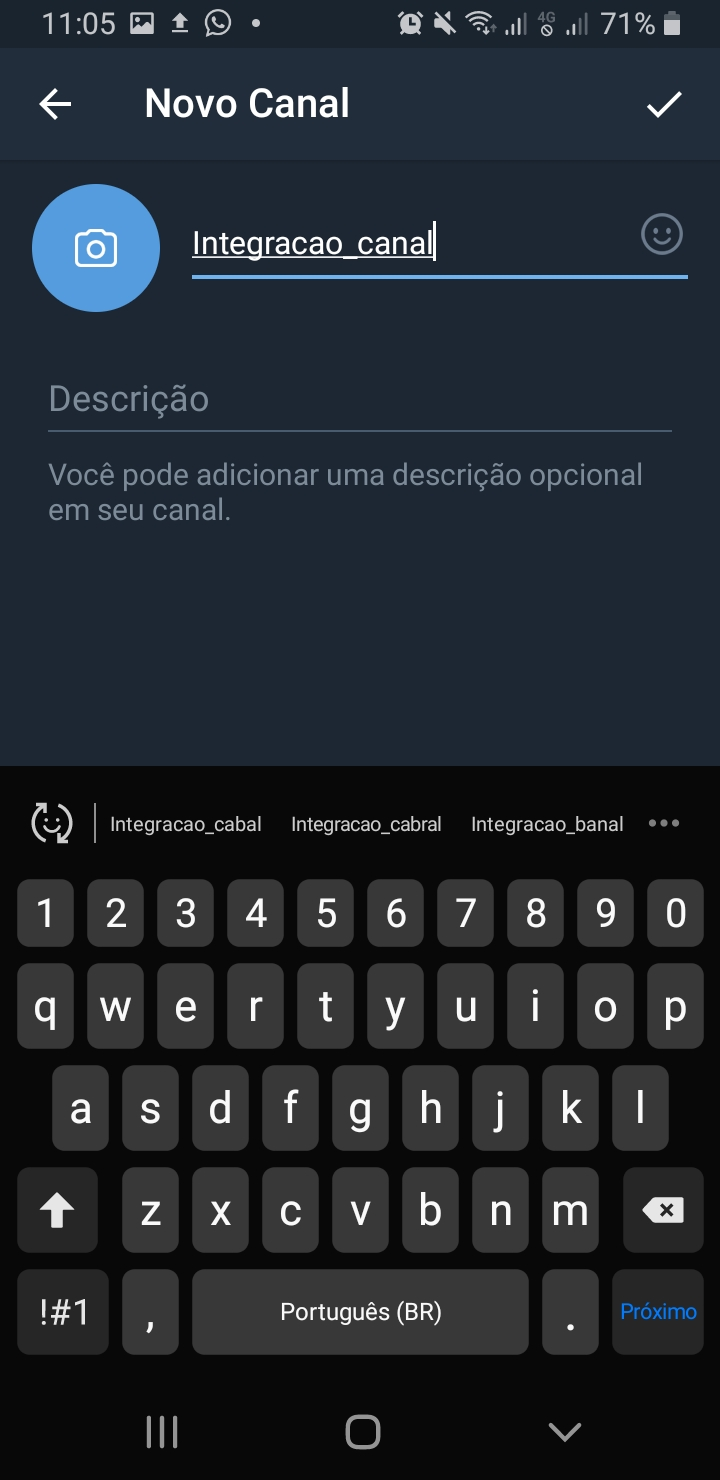 11:05 4G 71%
Novo Canal
Integracao_canal
Descrição
Você pode adicionar uma descrição opcional
em seu canal.
Integracao_cabal Integracao_cabral Integracao_banal
1 2 3 4 5 6 7 8 9 0
q w e r t y u i o p
a s d f g h j k l
z x c v b n m
!#1 , Português (BR) . Próximo